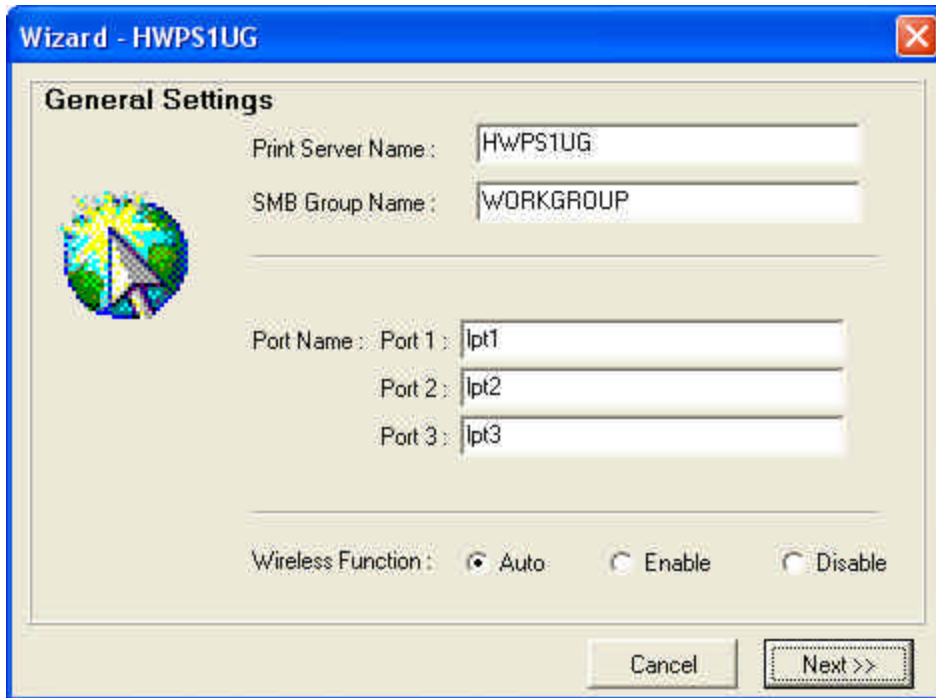 Wizard - HWPS1UG
General Settings
Print Server Name : HWPS1UG
SMB Group Name : WORKGROUP
Port Name : Port 1 : lpt1
Port 2 : lpt2
Port 3 : lpt3
Wireless Function : Auto Enable Disable
Cancel Next >>